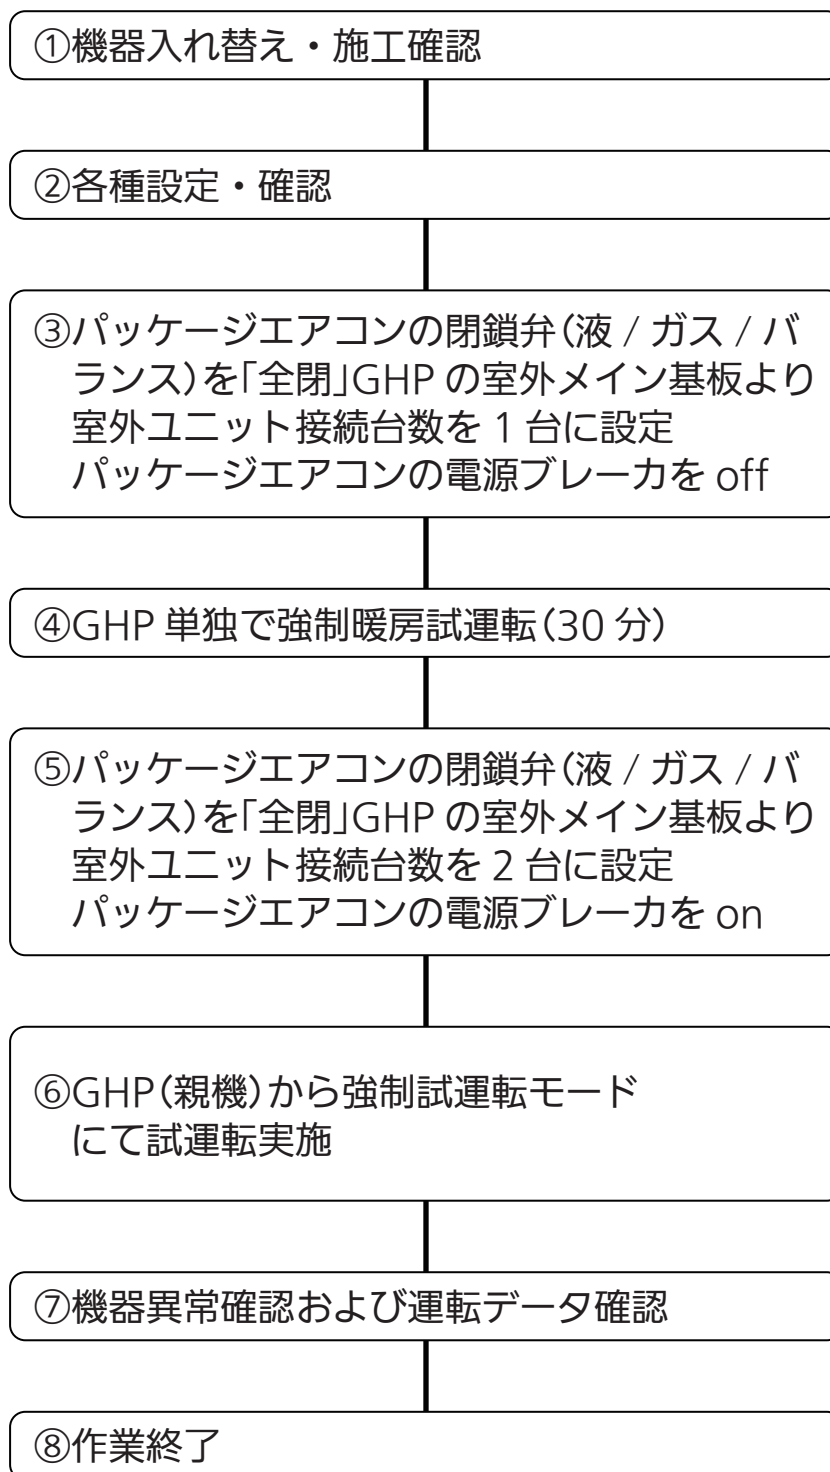 ①機器入れ替え・施工確認
②各種設定・確認
③パッケージエアコンの閉鎖弁（液 / ガス / バ
ランス）を「全閉」GHP の室外メイン基板より
室外ユニット接続台数を 1 台に設定
パッケージエアコンの電源ブレーカを off
④GHP 単独で強制暖房試運転（30 分）
⑤パッケージエアコンの閉鎖弁（液 / ガス / バ
ランス）を「全閉」GHP の室外メイン基板より
室外ユニット接続台数を 2 台に設定
パッケージエアコンの電源ブレーカを on
⑥GHP（親機）から強制試運転モード
にて試運転実施
⑦機器異常確認および運転データ確認
⑧作業終了